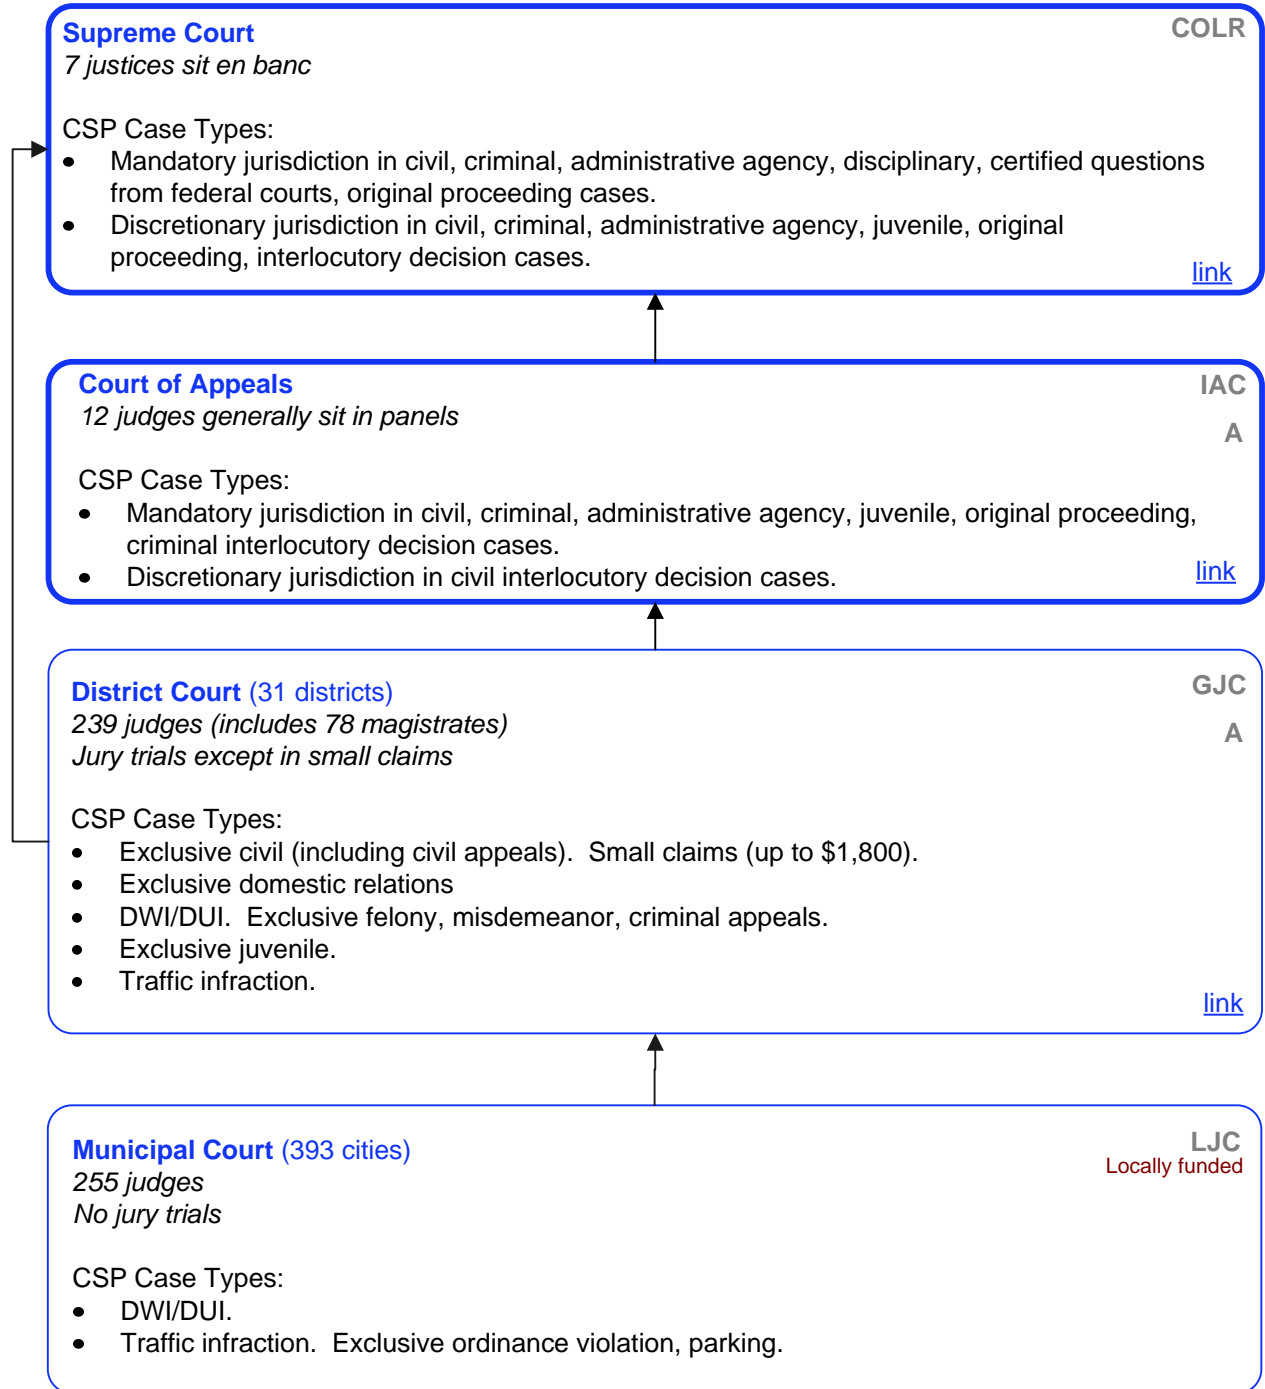 Supreme Court
COLR
7 justices sit en banc
CSP Case Types:
• Mandatory jurisdiction in civil, criminal, administrative agency, disciplinary, certified questions
from federal courts, original proceeding cases.
• Discretionary jurisdiction in civil, criminal, administrative agency, juvenile, original
proceeding, interlocutory decision cases.
link
Court of Appeals
IAC
12 judges generally sit in panels
A
CSP Case Types:
• Mandatory jurisdiction in civil, criminal, administrative agency, juvenile, original proceeding,
criminal interlocutory decision cases.
• Discretionary jurisdiction in civil interlocutory decision cases.
link
District Court (31 districts)
GJC
239 judges (includes 78 magistrates)
A
Jury trials except in small claims
CSP Case Types:
• Exclusive civil (including civil appeals).  Small claims (up to $1,800).
• Exclusive domestic relations
• DWI/DUI.  Exclusive felony, misdemeanor, criminal appeals.
• Exclusive juvenile.
• Traffic infraction.
link
Municipal Court (393 cities)
LJC
Locally funded
255 judges
No jury trials
CSP Case Types:
• DWI/DUI.
• Traffic infraction.  Exclusive ordinance violation, parking.